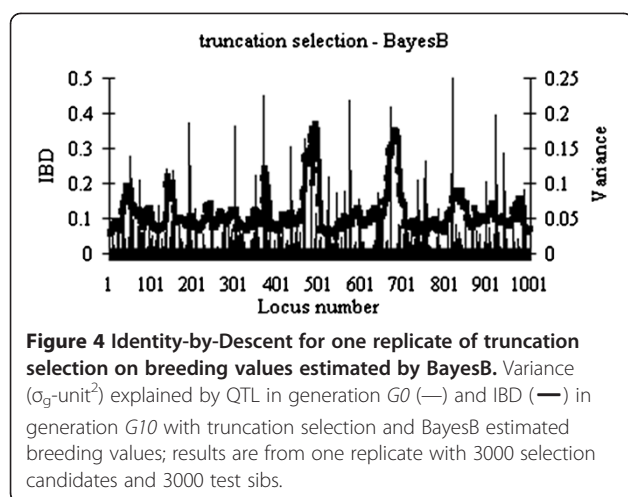 truncation selection - BayesB
0.5
0.4
0.3
0.2
0.1
0
IBD
0.25
0.2
0.15
0.1
0.05
0
Variance
1 101 201 301 401 501 601 701 801 901 1001
Locus number
Figure 4 Identity-by-Descent for one replicate of truncation
selection on breeding values estimated by BayesB. Variance
(σg-unit²) explained by QTL in generation G0 (—) and IBD (—) in
generation G10 with truncation selection and BayesB estimated
breeding values; results are from one replicate with 3000 selection
candidates and 3000 test sibs.